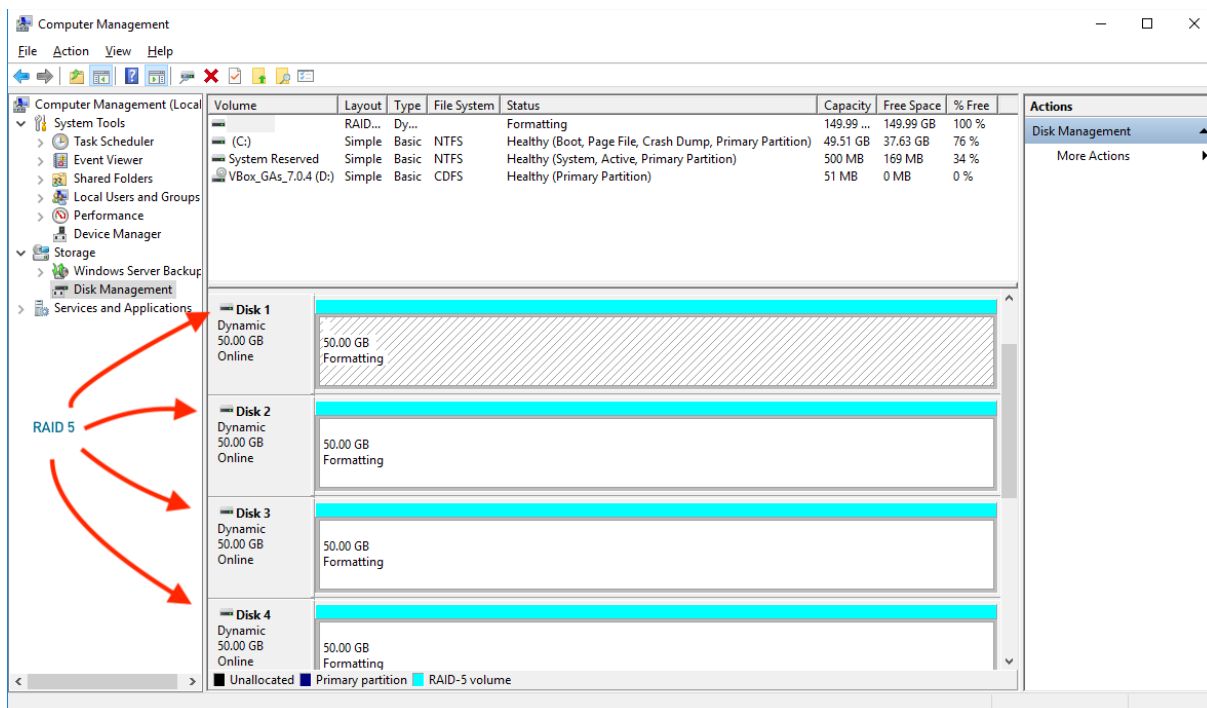 Computer Management
File Action View Help
Computer Management (Local
System Tools
Task Scheduler
Event Viewer
Shared Folders
Local Users and Groups
Performance
Device Manager
Storage
Windows Server Backup
Disk Management
Services and Applications
RAID 5
Volume Layout Type File System Status Capacity Free Space % Free
RAID... Dy... Formatting 149.99 ... 149.99 GB 100 %
(C:) Simple Basic NTFS Healthy (Boot, Page File, Crash Dump, Primary Partition) 49.51 GB 37.63 GB 76 %
System Reserved Simple Basic NTFS Healthy (System, Active, Primary Partition) 500 MB 169 MB 34 %
VBox_GAs_7.0.4 (D:) Simple Basic CDFS Healthy (Primary Partition) 51 MB 0 MB 0 %
Disk 1
Dynamic
50.00 GB
Online
50.00 GB
Formatting
Disk 2
Dynamic
50.00 GB
Online
50.00 GB
Formatting
Disk 3
Dynamic
50.00 GB
Online
50.00 GB
Formatting
Disk 4
Dynamic
50.00 GB
Online
50.00 GB
Formatting
Unallocated Primary partition RAID-5 volume
Actions
Disk Management
More Actions